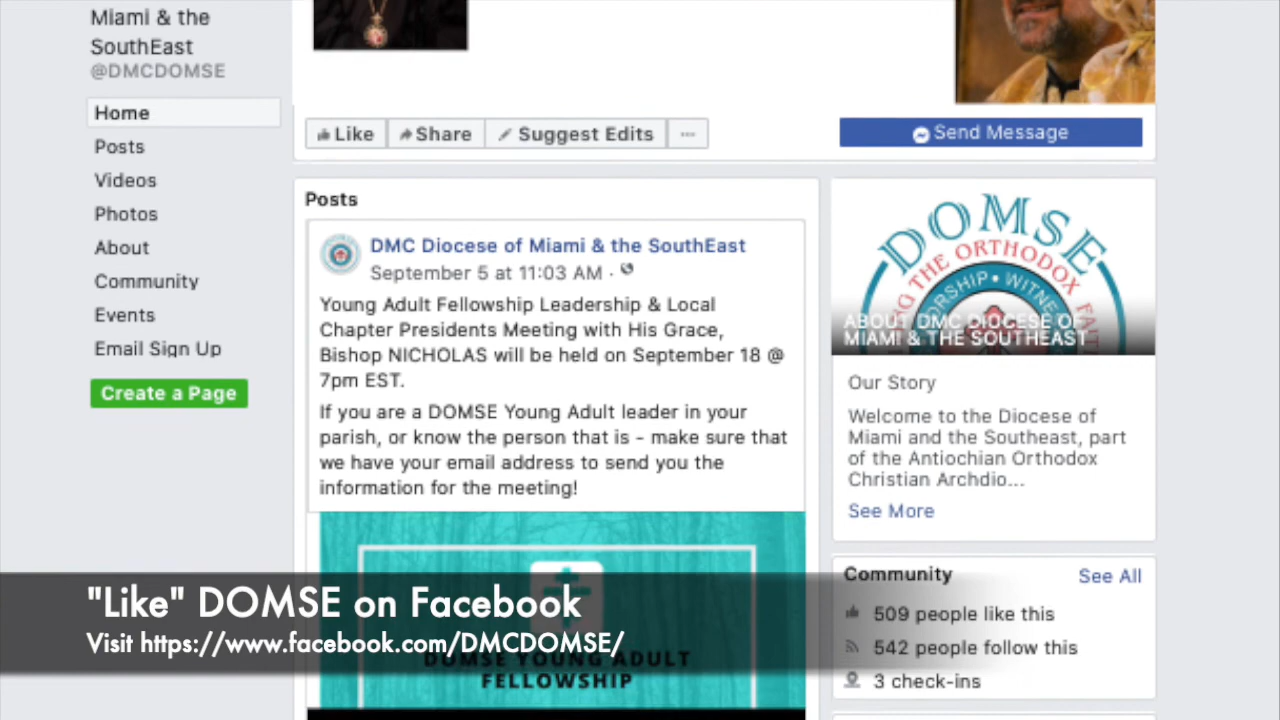 Miami & the
SouthEast
@DMCDOMSE
Home
Posts
Videos
Photos
About
Community
Events
Email Sign Up
Create a Page
Like
Share
Suggest Edits
Send Message
Posts
DMC Diocese of Miami & the SouthEast
September 5 at 11:03 AM ·
Young Adult Fellowship Leadership & Local
Chapter Presidents Meeting with His Grace,
Bishop NICHOLAS will be held on September 18 @
7pm EST.
If you are a DOMSE Young Adult leader in your
parish, or know the person that is - make sure that
we have your email address to send you the
information for the meeting!
DOMSE YOUNG ADULT
FELLOWSHIP
DOMSE
THE ORTHODOX
WORSHIP • WITNESS
ABOUT DMC DIOCESE OF
MIAMI & THE SOUTHEAST
Our Story
Welcome to the Diocese of
Miami and the Southeast, part
of the Antiochian Orthodox
Christian Archdio...
See More
Community
See All
509 people like this
542 people follow this
3 check-ins
"Like" DOMSE on Facebook
Visit https://www.facebook.com/DMCDOMSE/